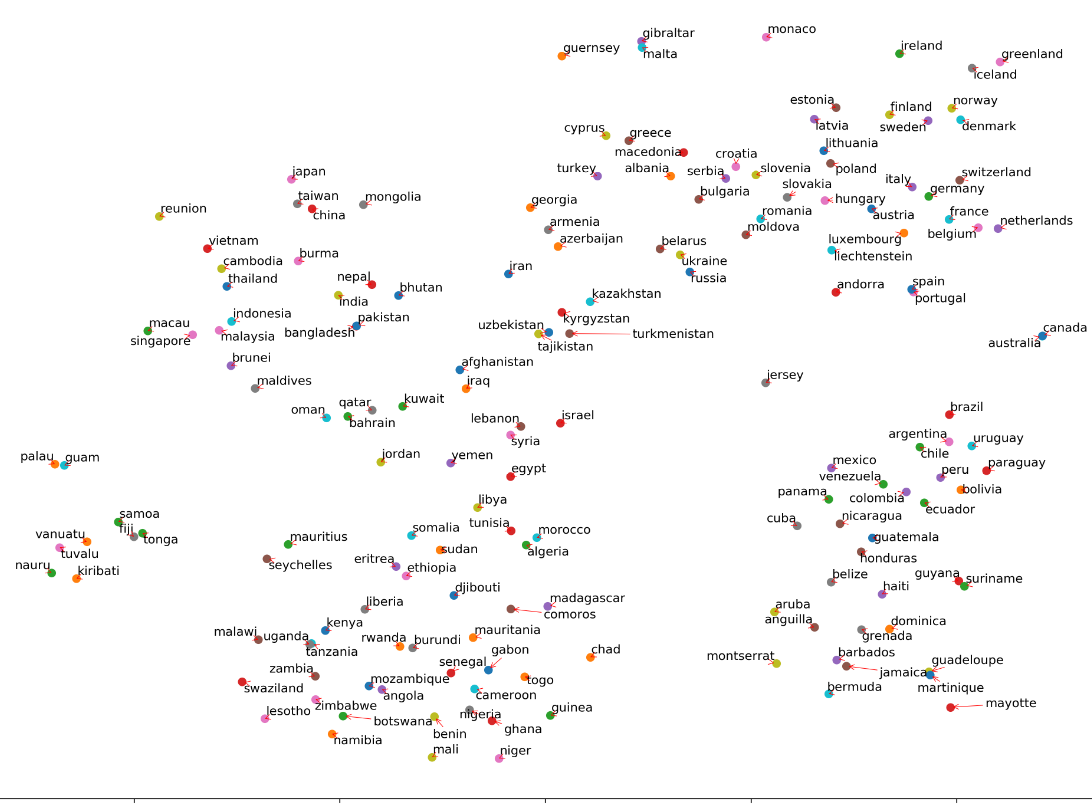 monaco
gibraltar
guernsey
malta
ireland
greenland
iceland
estonia
finland
norway
latvia
sweden
denmark
cyprus
greece
lithuania
macedonia
croatia
turkey
albania
serbia
slovenia
poland
switzerland
japan
slovakia
italy
germany
taiwan
mongolia
bulgaria
hungary
reunion
china
georgia
romania
austria
france
netherlands
armenia
moldova
belgium
vietnam
azerbaijan
belarus
luxembourg
cambodia
burma
ukraine
liechtenstein
thailand
nepal
iran
russia
india
bhutan
andorra
spain
portugal
kazakhstan
indonesia
pakistan
kyrgyzstan
macau
malaysia
bangladesh
uzbekistan
turkmenistan
canada
singapore
tajikistan
australia
brunei
afghanistan
maldives
iraq
jersey
qatar
kuwait
oman
bahrain
lebanon
israel
brazil
syria
argentina
uruguay
jordan
yemen
chile
palau
guam
egypt
mexico
peru
paraguay
venezuela
libya
panama
colombia
bolivia
samoa
ecuador
fiji
tunisia
morocco
cuba
nicaragua
vanuatu
tonga
mauritius
somalia
tuvalu
sudan
algeria
guatemala
nauru
kiribati
seychelles
eritrea
ethiopia
honduras
guyana
suriname
djibouti
belize
haiti
liberia
madagascar
comoros
aruba
anguilla
malawi
uganda
kenya
rwanda
burundi
mauritania
grenada
dominica
tanzania
gabon
chad
montserrat
barbados
zambia
senegal
jamaica
guadeloupe
swaziland
mozambique
angola
cameroon
togo
bermuda
martinique
lesotho
zimbabwe
botswana
nigeria
ghana
guinea
mayotte
namibia
benin
mali
niger